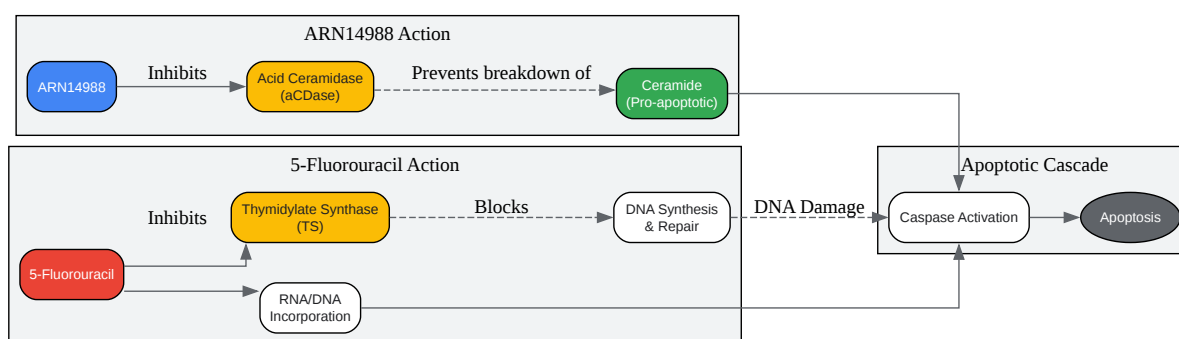 ARN14988 Action
ARN14988
Inhibits
Acid Ceramidase
(aCDase)
Prevents breakdown of
Ceramide
(Pro-apoptotic)
5-Fluorouracil Action
5-Fluorouracil
Inhibits
Thymidylate Synthase
(TS)
Blocks
DNA Synthesis
& Repair
DNA Damage
RNA/DNA
Incorporation
Apoptotic Cascade
Caspase Activation
Apoptosis